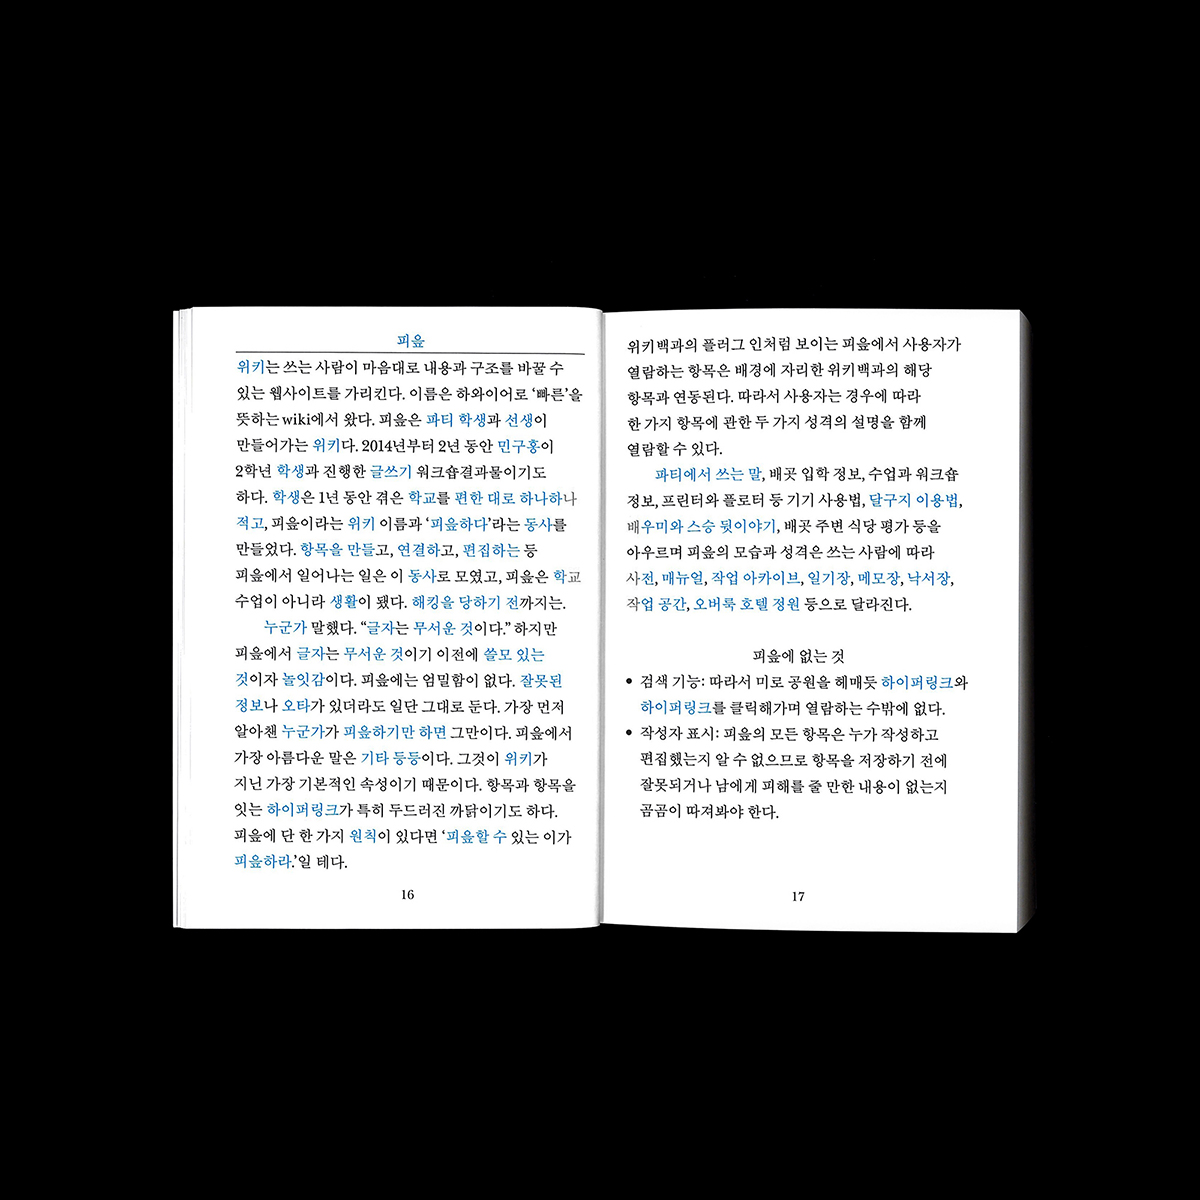 피읖
위키는 쓰는 사람이 마음대로 내용과 구조를 바꿀 수
있는 웹사이트를 가리킨다. 이름은 하와이어로 ‘빠른’을
뜻하는 wiki에서 왔다. 피읖은 파티 학생과 선생이
만들어가는 위키다. 2014년부터 2년 동안 민구홍이
2학년 학생과 진행한 글쓰기 워크숍결과물이기도
하다. 학생은 1년 동안 겪은 학교를 편한 대로 하나하나
적고, 피읖이라는 위키 이름과 ‘피읖하다’라는 동사를
만들었다. 항목을 만들고, 연결하고, 편집하는 등
피읖에서 일어나는 일은 이 동사로 모였고, 피읖은 학교
수업이 아니라 생활이 됐다. 해킹을 당하기 전까지는.
누군가 말했다. “글자는 무서운 것이다.” 하지만
피읖에서 글자는 무서운 것이기 이전에 쓸모 있는
것이자 놀잇감이다. 피읖에는 엄밀함이 없다. 잘못된
정보나 오타가 있더라도 일단 그대로 둔다. 가장 먼저
알아챈 누군가가 피읖하기만 하면 그만이다. 피읖에서
가장 아름다운 말은 기타 등등이다. 그것이 위키가
지닌 가장 기본적인 속성이기 때문이다. 항목과 항목을
잇는 하이퍼링크가 특히 두드러진 까닭이기도 하다.
피읖에 단 한 가지 원칙이 있다면 ‘피읖할 수 있는 이가
피읖하라.’일 테다.
16
위키백과의 플러그 인처럼 보이는 피읖에서 사용자가
열람하는 항목은 배경에 자리한 위키백과의 해당
항목과 연동된다. 따라서 사용자는 경우에 따라
한 가지 항목에 관한 두 가지 성격의 설명을 함께
열람할 수 있다.
파티에서 쓰는 말, 배곳 입학 정보, 수업과 워크숍
정보, 프린터와 플로터 등 기기 사용법, 달구지 이용법,
배우미와 스승 뒷이야기, 배곳 주변 식당 평가 등을
아우르며 피읖의 모습과 성격은 쓰는 사람에 따라
사전, 매뉴얼, 작업 아카이브, 일기장, 메모장, 낙서장,
작업 공간, 오버룩 호텔 정원 등으로 달라진다.
피읖에 없는 것
• 검색 기능: 따라서 미로 공원을 헤매듯 하이퍼링크와
하이퍼링크를 클릭해가며 열람하는 수밖에 없다.
• 작성자 표시: 피읖의 모든 항목은 누가 작성하고
편집했는지 알 수 없으므로 항목을 저장하기 전에
잘못되거나 남에게 피해를 줄 만한 내용이 없는지
곰곰이 따져봐야 한다.
17